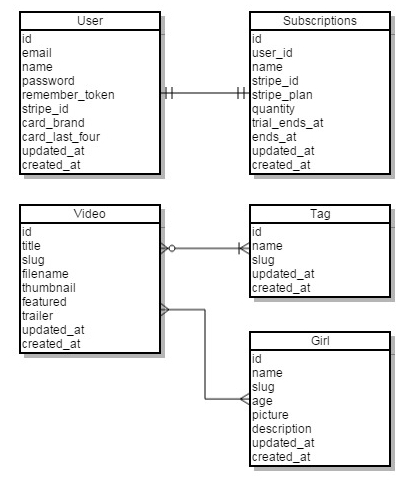 User
id
email
name
password
remember_token
stripe_id
card_brand
card_last_four
updated_at
created_at
Subscriptions
id
user_id
name
stripe_id
stripe_plan
quantity
trial_ends_at
ends_at
updated_at
created_at
Video
id
title
slug
filename
thumbnail
featured
trailer
updated_at
created_at
Tag
id
name
slug
updated_at
created_at
Girl
id
name
slug
age
picture
description
updated_at
created_at